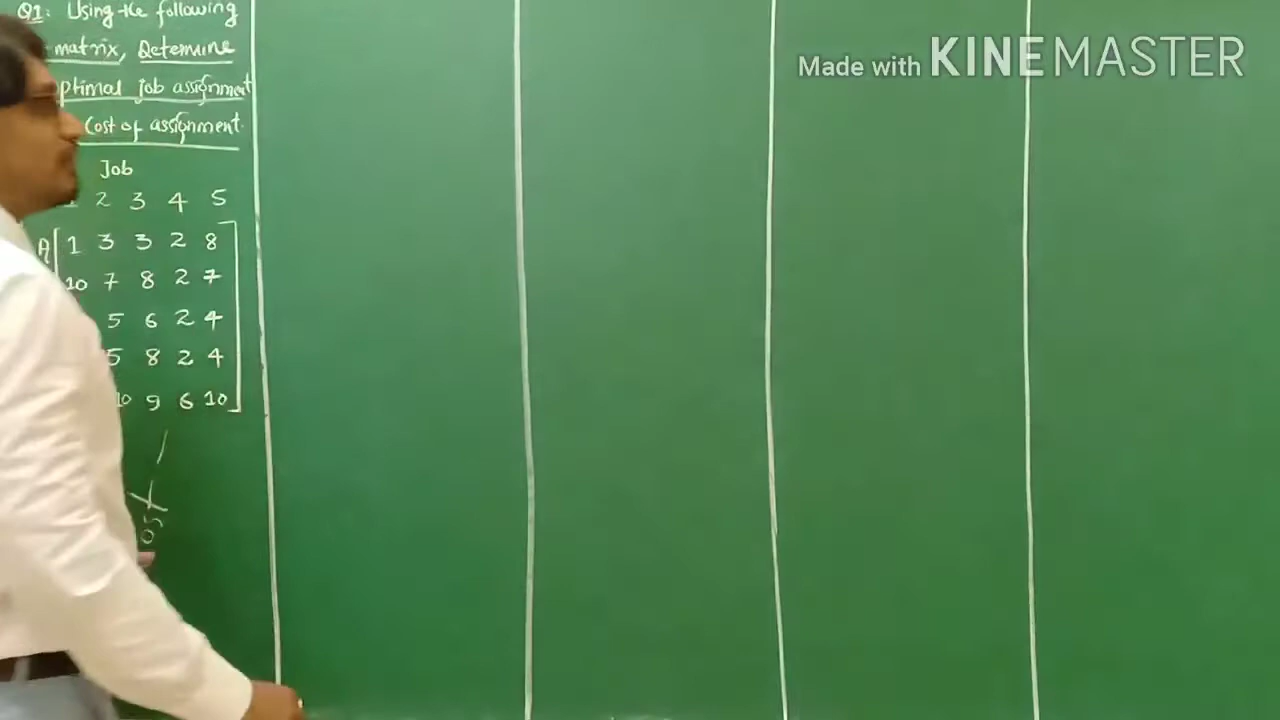 Q1: Using the following
matrix, Determine
optimal job assignment
Cost of assignment.
Job
2 3 4 5
A 1 3 3 2 8
10 7 8 2 7
5 6 2 4
5 8 2 4
10 9 6 10
Made with KINEMASTER